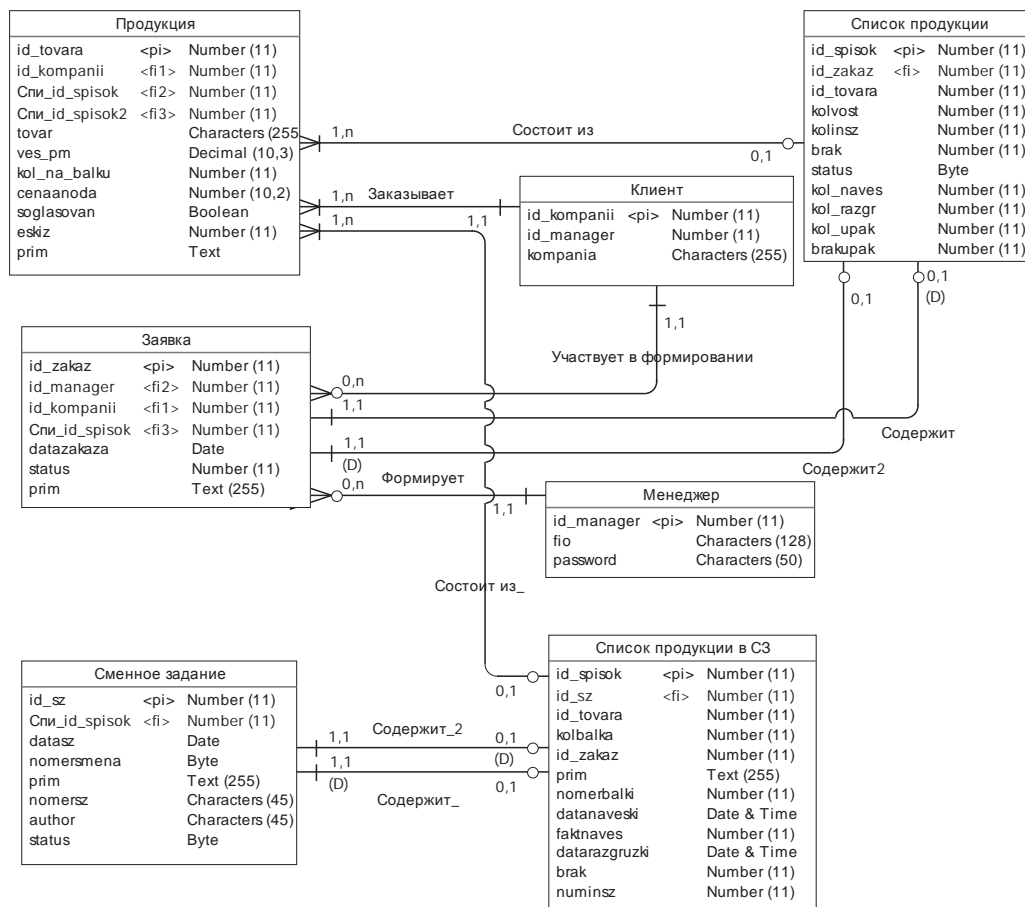 Продукция
id_tovara <pi> Number (11)
id_kompanii <fi1> Number (11)
Спи_id_spisok <fi2> Number (11)
Спи_id_spisok2 <fi3> Number (11)
tovar Characters (255
ves_pm Decimal (10,3)
kol_na_balku Number (11)
cenaanoda Number (10,2)
soglasovan Boolean
eskiz Number (11)
prim Text
Список продукции
id_spisok <pi> Number (11)
id_zakaz <fi> Number (11)
id_tovara Number (11)
kolvost Number (11)
kolinsz Number (11)
brak Number (11)
status Byte
kol_naves Number (11)
kol_razgr Number (11)
kol_upak Number (11)
brakupak Number (11)
1,n Состоит из 0,1
1,n Заказывает 1,1
1,n
Клиент
id_kompanii <pi> Number (11)
id_manager Number (11)
kompania Characters (255)
0,1
0,1
(D)
1,1
Участвует в формировании
Заявка
id_zakaz <pi> Number (11)
id_manager <fi2> Number (11)
id_kompanii <fi1> Number (11)
Спи_id_spisok <fi3> Number (11)
datazakaza Date
status Number (11)
prim Text (255)
0,n
1,1
Содержит
1,1
(D)
Содержит2
0,n Формирует 1,1
Менеджер
id_manager <pi> Number (11)
fio Characters (128)
password Characters (50)
Состоит из_
0,1
Сменное задание
id_sz <pi> Number (11)
Спи_id_spisok <fi> Number (11)
datasz Date
nomersmena Byte
prim Text (255)
nomersz Characters (45)
author Characters (45)
status Byte
1,1 Содержит_2 0,1
(D)
1,1
(D)
Содержит_ 0,1
Список продукции в СЗ
id_spisok <pi> Number (11)
id_sz <fi> Number (11)
id_tovara Number (11)
kolbalka Number (11)
id_zakaz Number (11)
prim Text (255)
nomerbalki Number (11)
datanaveski Date & Time
faktnaves Number (11)
datarazgruzki Date & Time
brak Number (11)
numinsz Number (11)